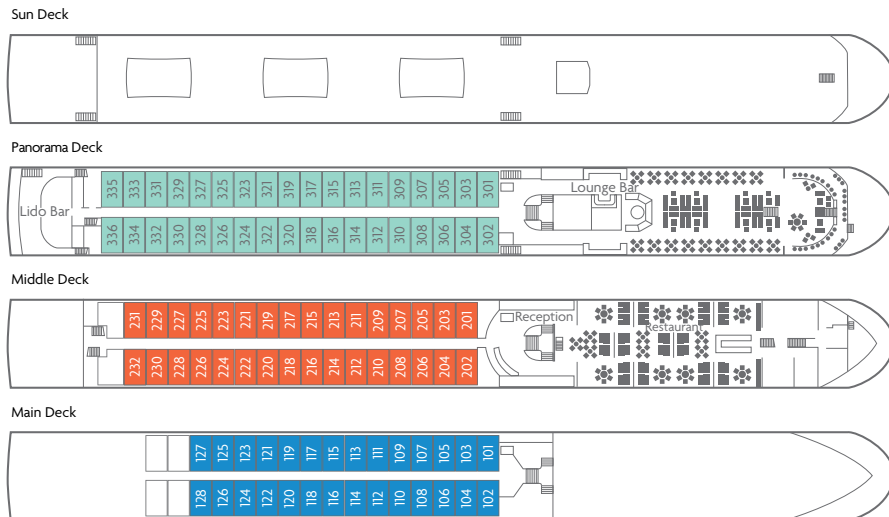 Sun Deck
Panorama Deck
335 333 331 329 327 325 323 321 319 317 315 313 311 309 307 305 303 301
Lounge Bar
Lido Bar
336 334 332 330 328 326 324 322 320 318 316 314 312 310 308 306 304 302
Middle Deck
231 229 227 225 223 221 219 217 215 213 211 209 207 205 203 201
Reception
Restaurant
232 230 228 226 224 222 220 218 216 214 212 210 208 206 204 202
Main Deck
127 125 123 121 119 117 115 113 111 109 107 105 103 101
128 126 124 122 120 118 116 114 112 110 108 106 104 102